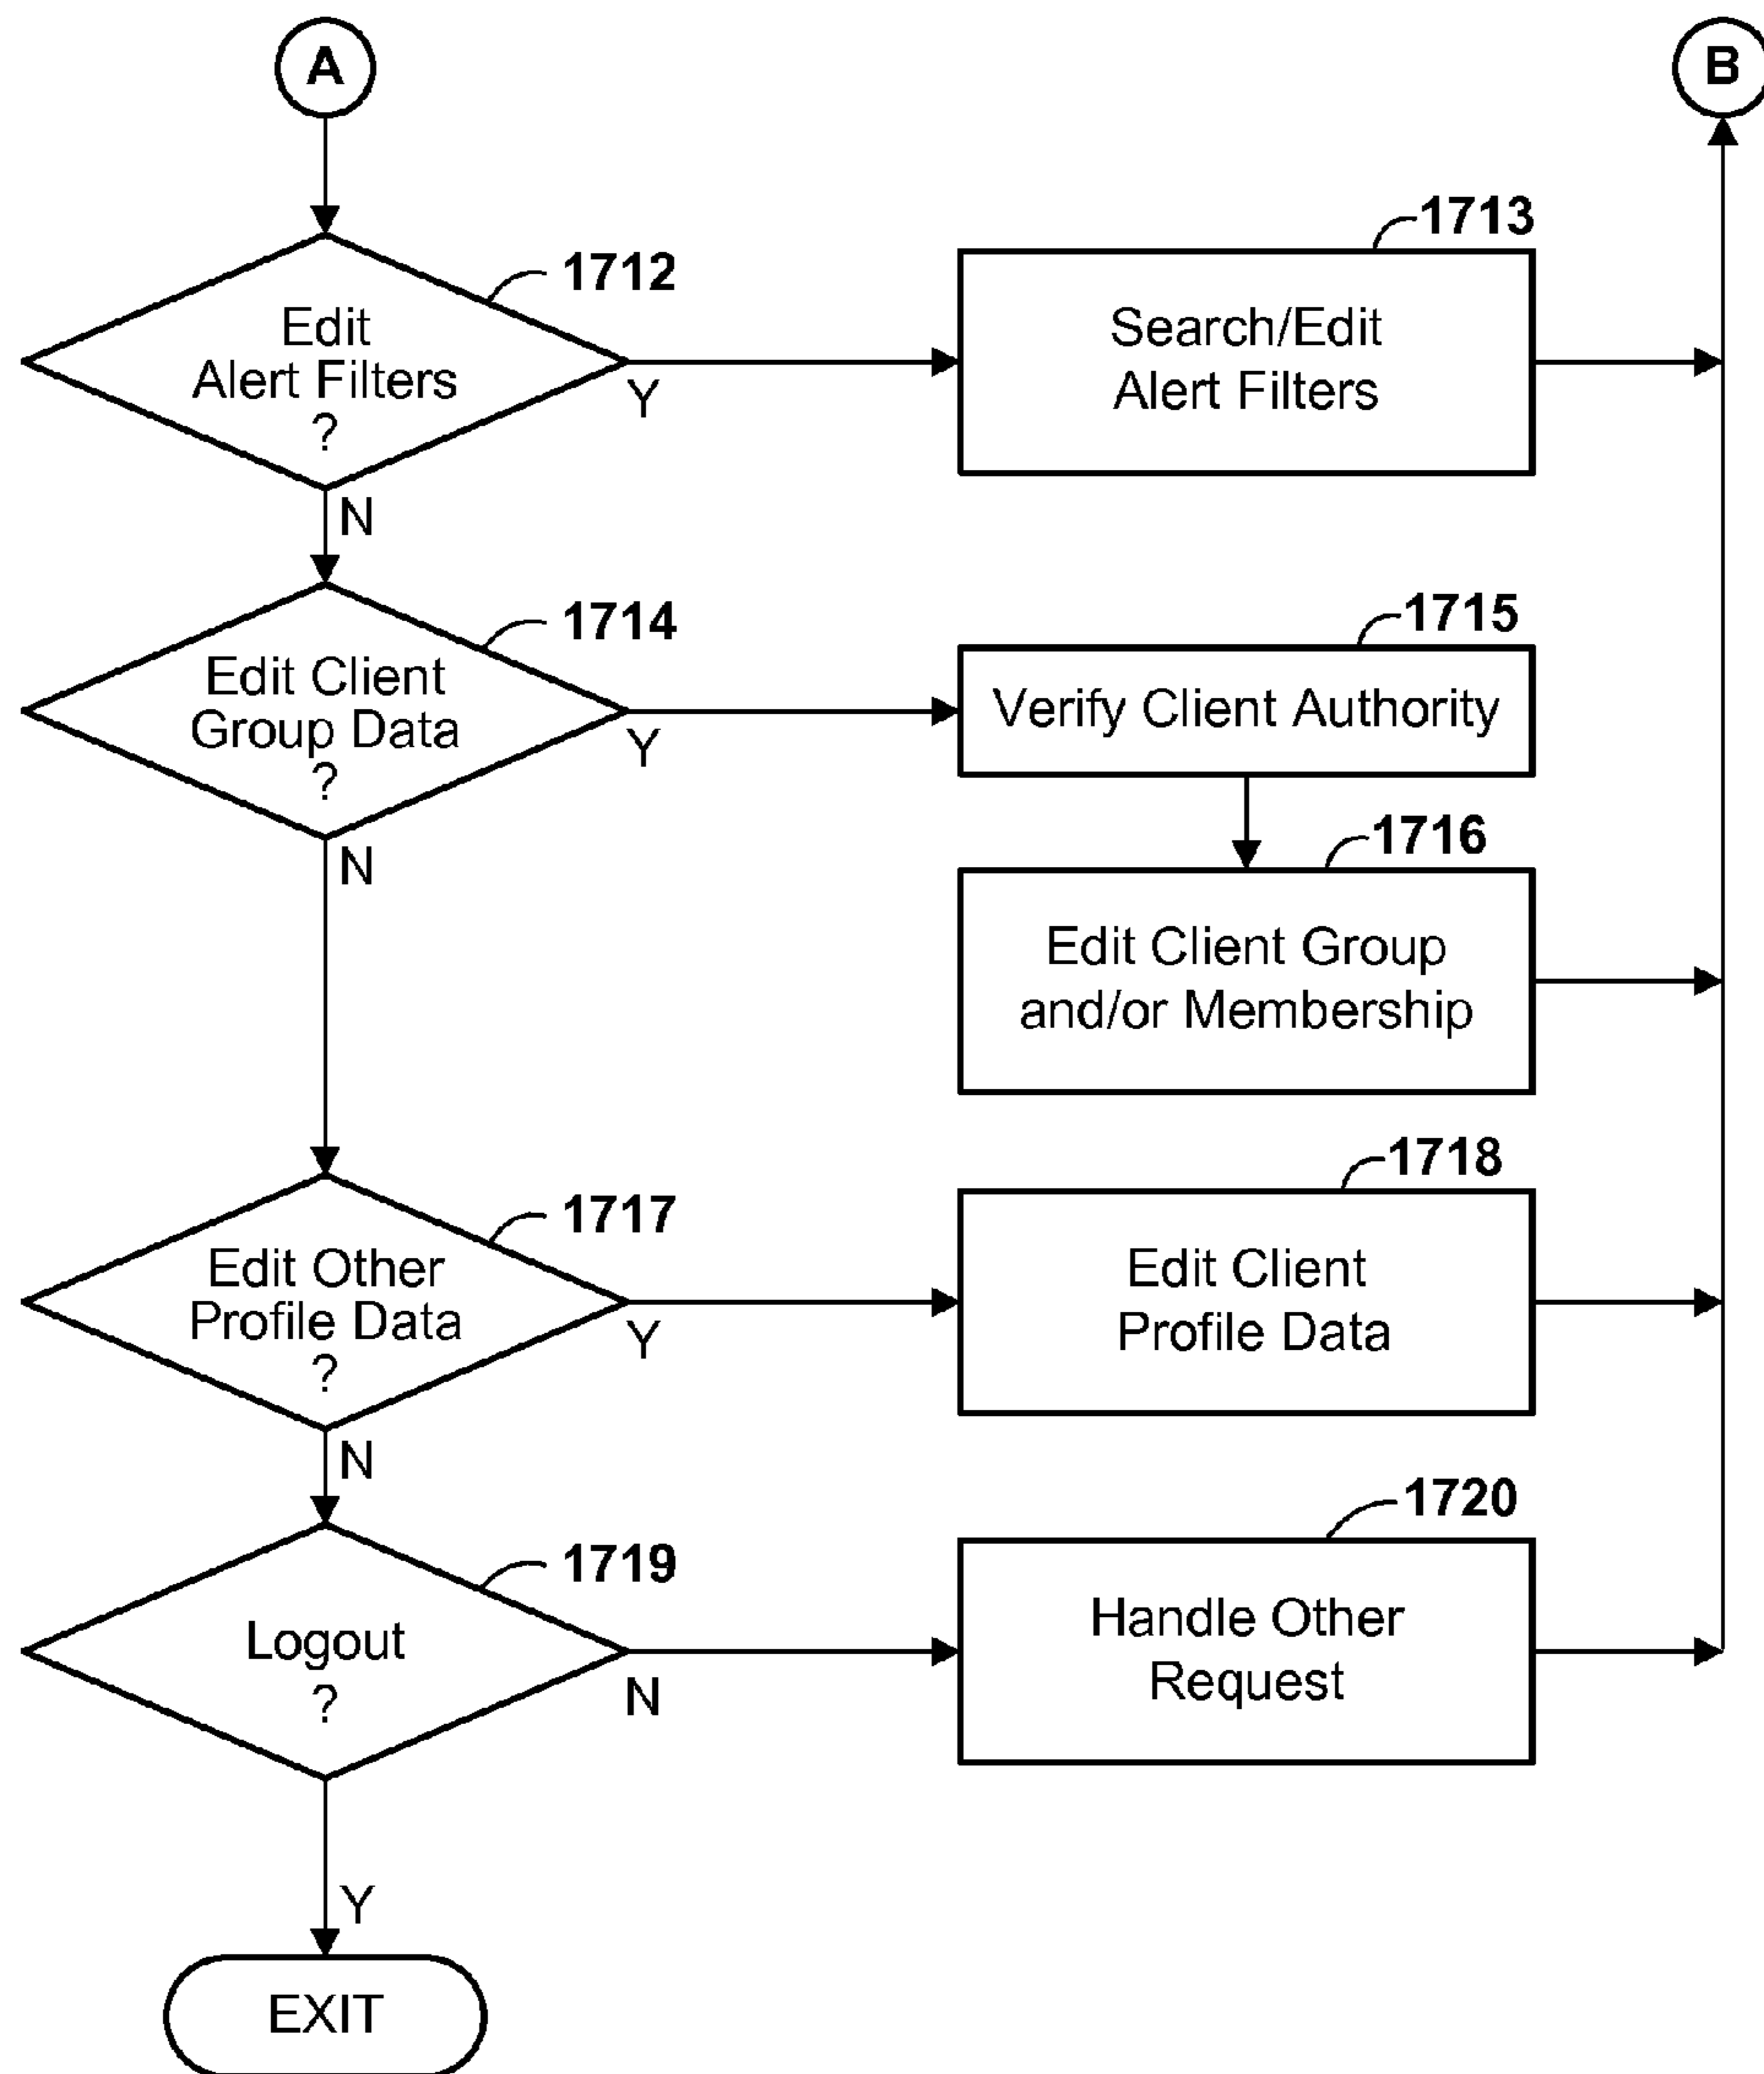 A
B
1712
Edit
Alert Filters
?
Y
N
1713
Search/Edit
Alert Filters
1714
Edit Client
Group Data
?
Y
N
1715
Verify Client Authority
1716
Edit Client Group
and/or Membership
1717
Edit Other
Profile Data
?
Y
N
1718
Edit Client
Profile Data
1719
Logout
?
N
Y
1720
Handle Other
Request
EXIT